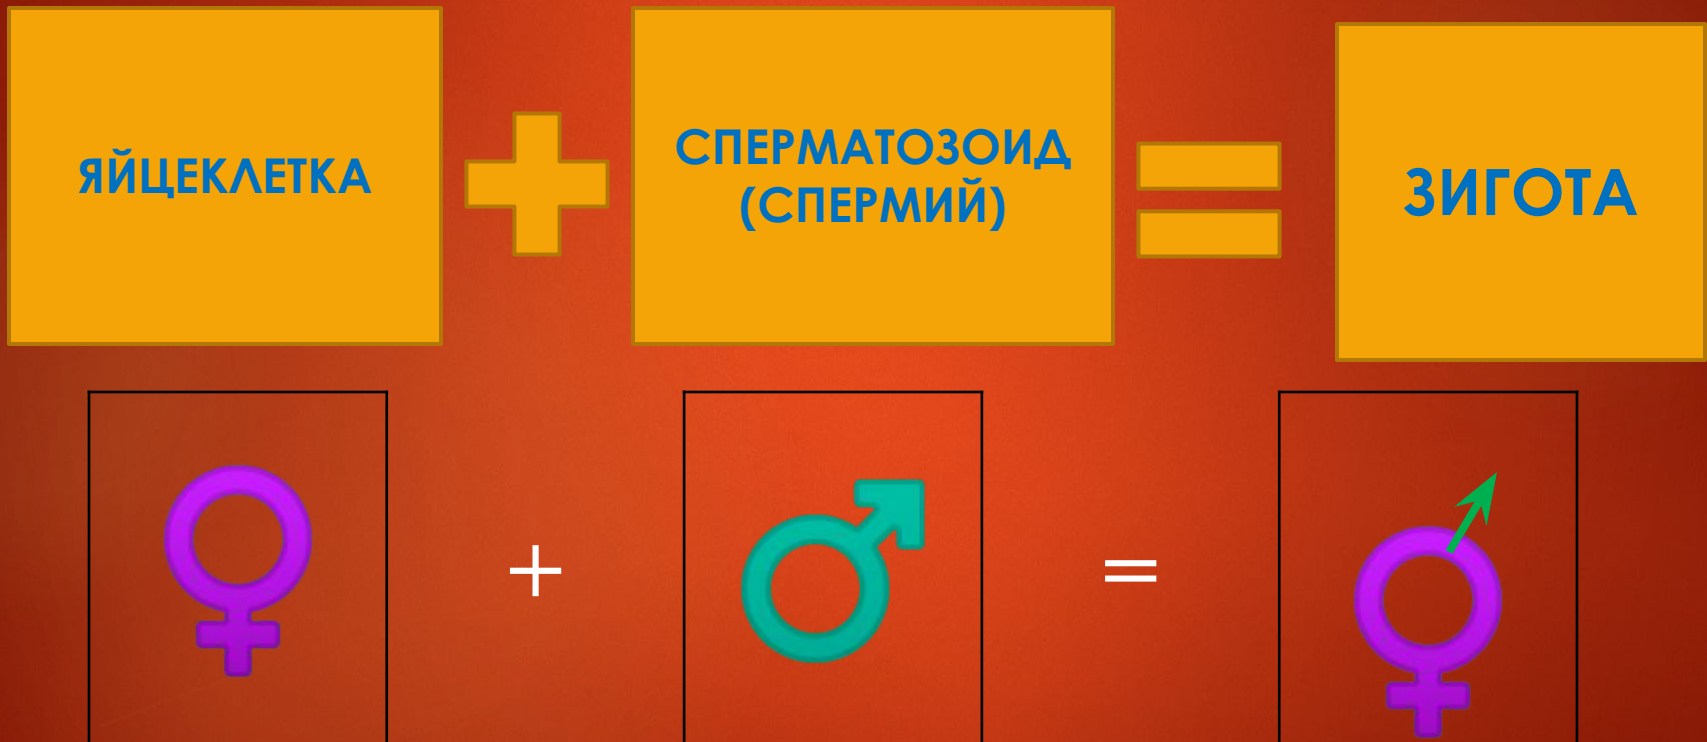 ЯЙЦЕКЛЕТКА
СПЕРМАТОЗОИД
(СПЕРМИЙ)
ЗИГОТА
+
=